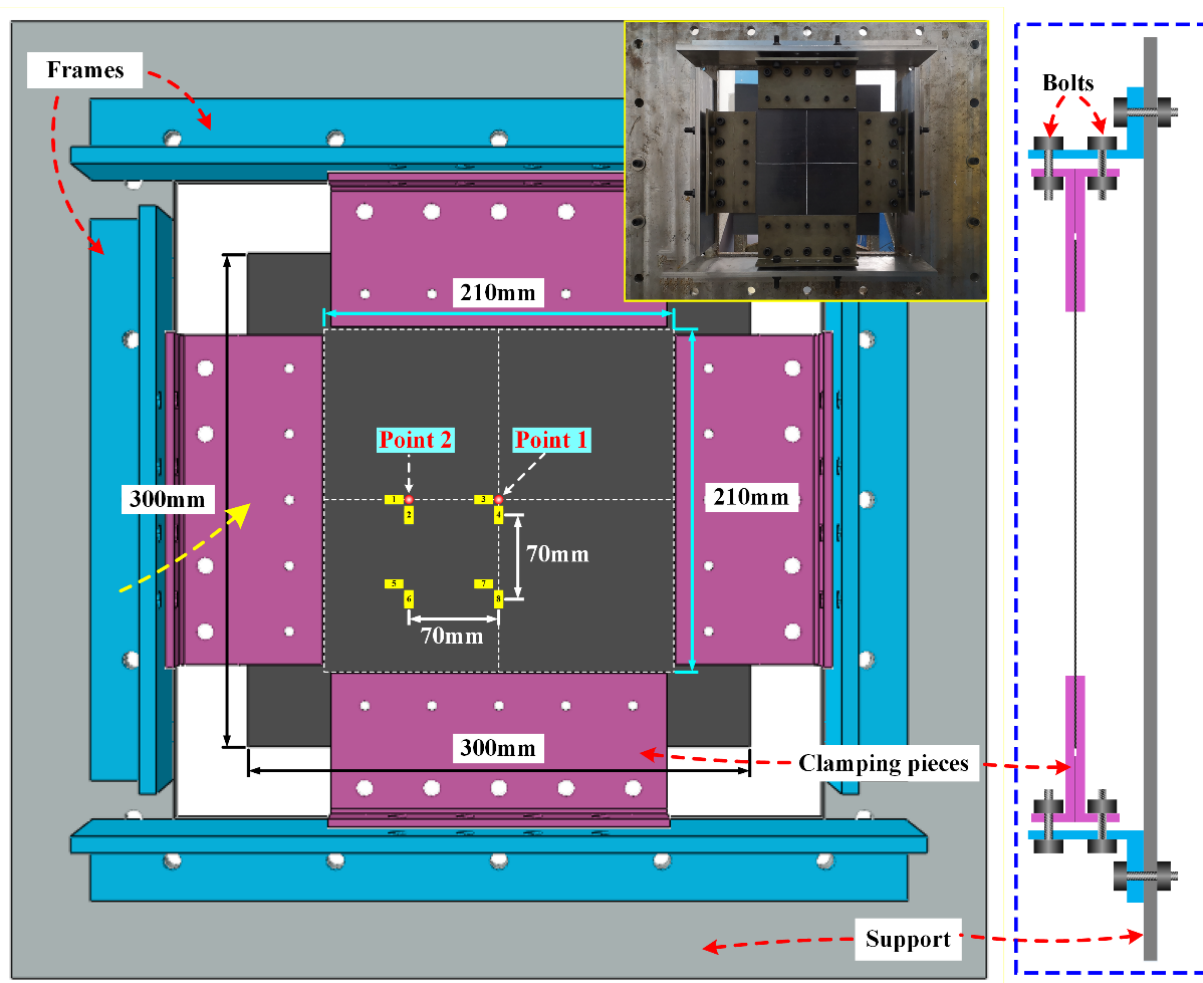 Frames
Bolts
210mm
Point 2
Point 1
300mm
210mm
1
3
2
4
70mm
5
7
6
8
70mm
300mm
Clamping pieces
Support